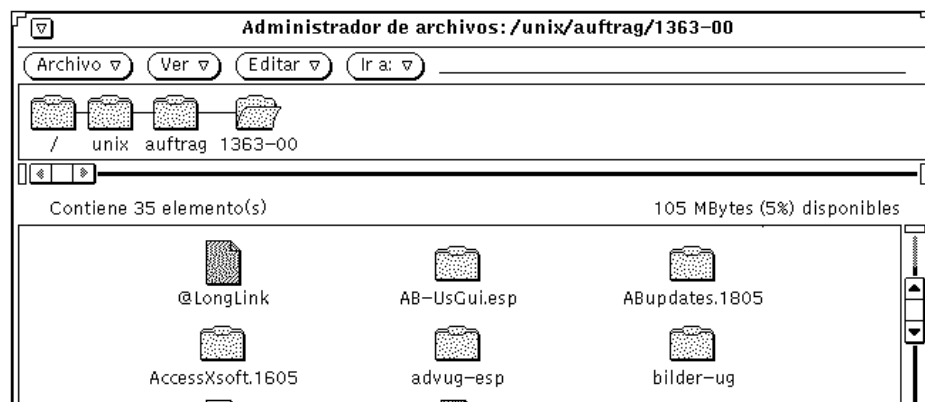 Administrador de archivos: /unix/auftrag/1363-00
Archivo Ver Editar Ir a:
/ unix auftrag 1363-00
Contiene 35 elemento(s) 105 MBytes (5%) disponibles
@LongLink AB-UsGui.esp ABupdates.1805
AccessXsoft.1605 advug-esp bilder-ug